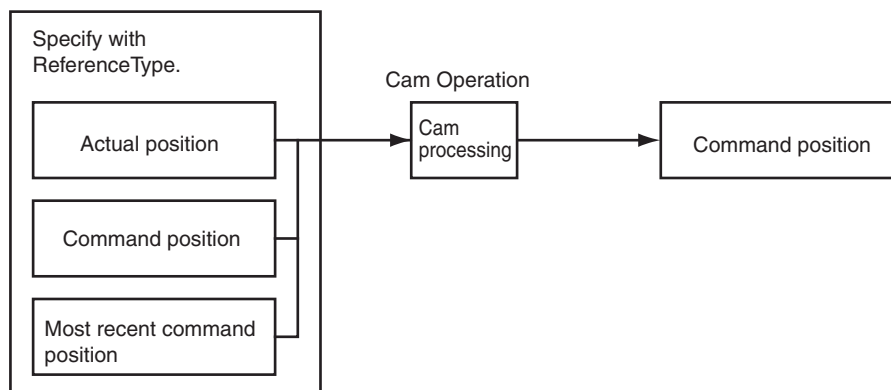 Specify with
ReferenceType.
Actual position
Command position
Most recent command
position
Cam Operation
Cam
processing
Command position